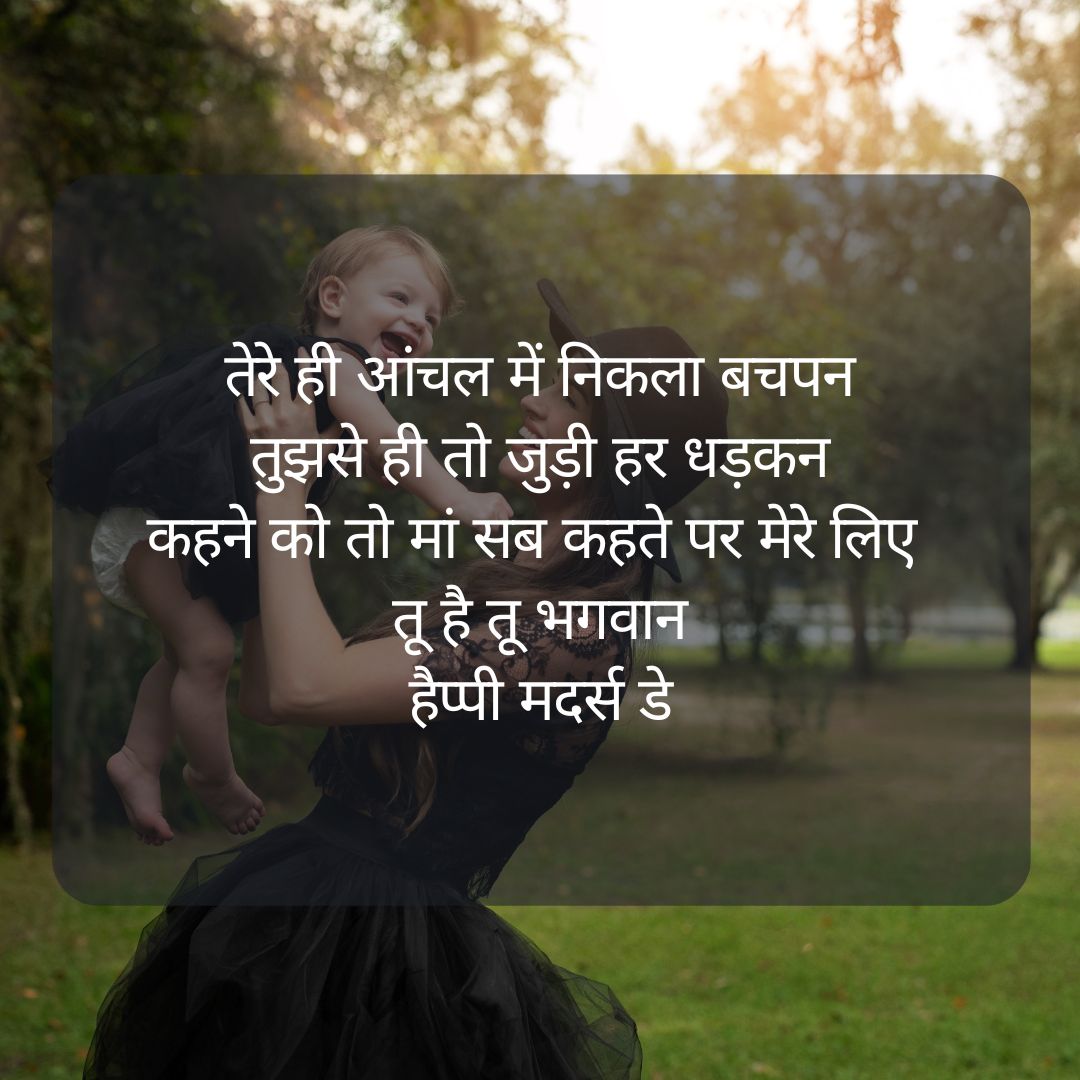 तेरे ही आंचल में निकला बचपन
तुझसे ही तो जुड़ी हर धड़कन
कहने को तो मां सब कहते पर मेरे लिए
तू है तू भगवान
हैप्पी मदर्स डे